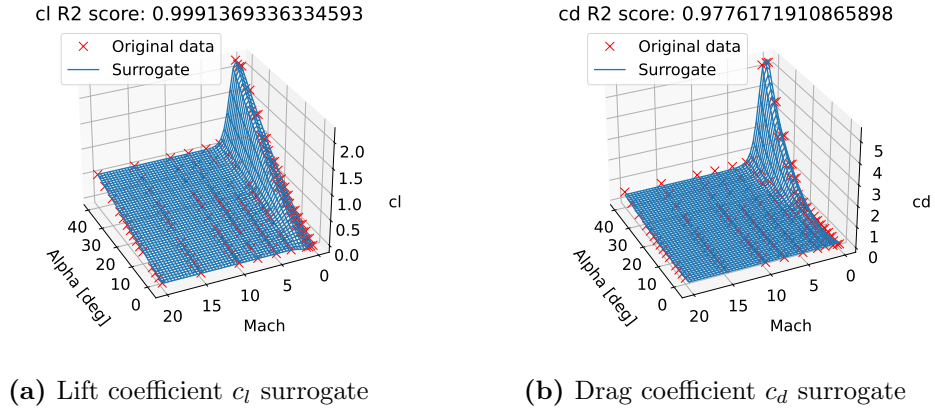 cl R2 score: 0.9991369336334593
Original data
Surrogate
2.0
1.5
1.0
0.5
0.0
cl
40
30
20
10
0
Alpha [deg]
20
15
10
5
0
Mach
(a) Lift coefficient c_l surrogate
cd R2 score: 0.9776171910865898
Original data
Surrogate
5
4
3
2
1
0
cd
40
30
20
10
0
Alpha [deg]
20
15
10
5
0
Mach
(b) Drag coefficient c_d surrogate